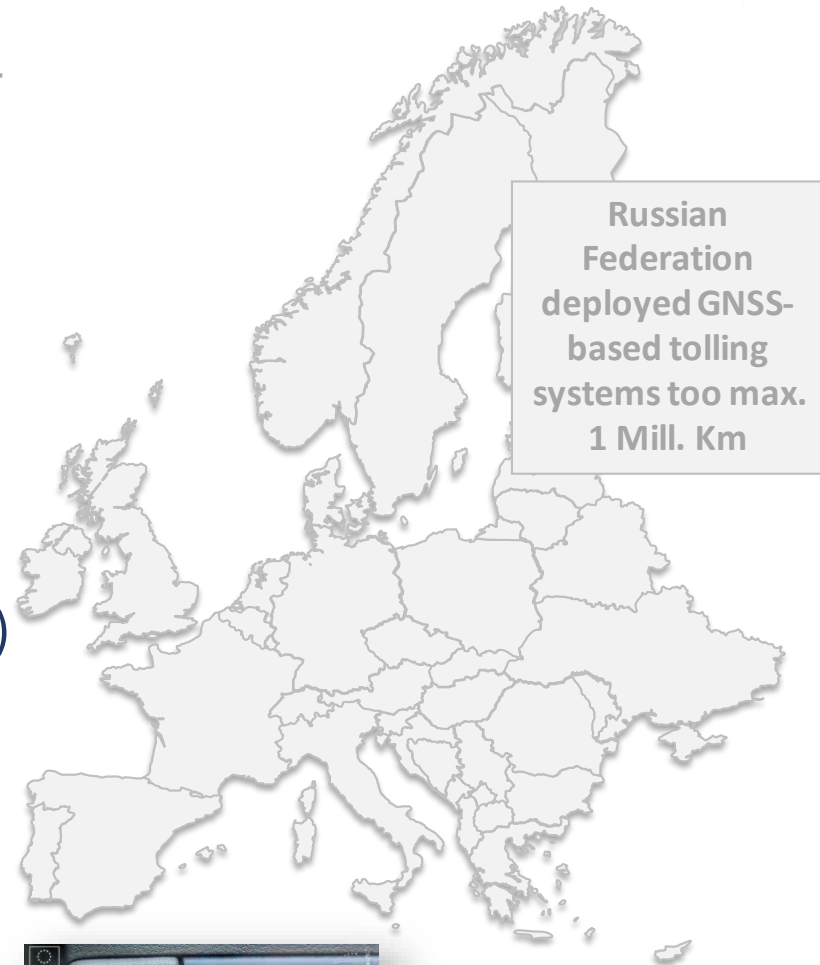 )
Russian
Federation
deployed GNSS-
based tolling
systems too max.
1 Mill. Km